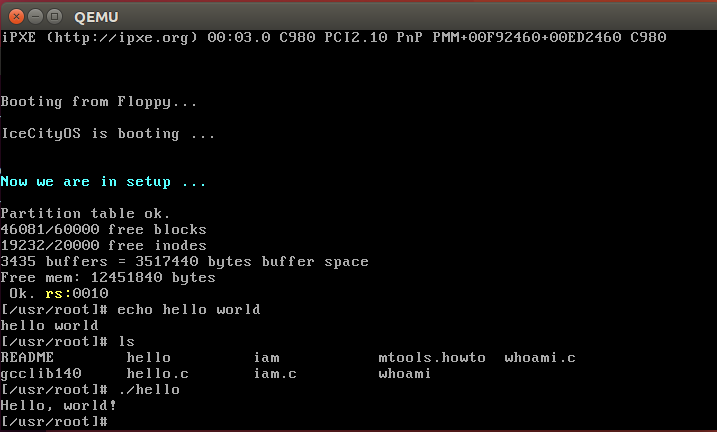 QEMU
iPXE (http://ipxe.org) 00:03.0 C980 PCI2.10 PnP PMM+00F92460+00ED2460 C980
Booting from Floppy...
IceCityOS is booting ...
Now we are in setup ...
Partition table ok.
46081/60000 free blocks
19232/20000 free inodes
3435 buffers = 3517440 bytes buffer space
Free mem: 12451840 bytes
Ok. rs:0010
[/usr/root]# echo hello world
hello world
[/usr/root]# ls
README hello iam mtools.howto whoami.c
gcclib140 hello.c iam.c whoami
[/usr/root]# ./hello
Hello, world!
[/usr/root]#